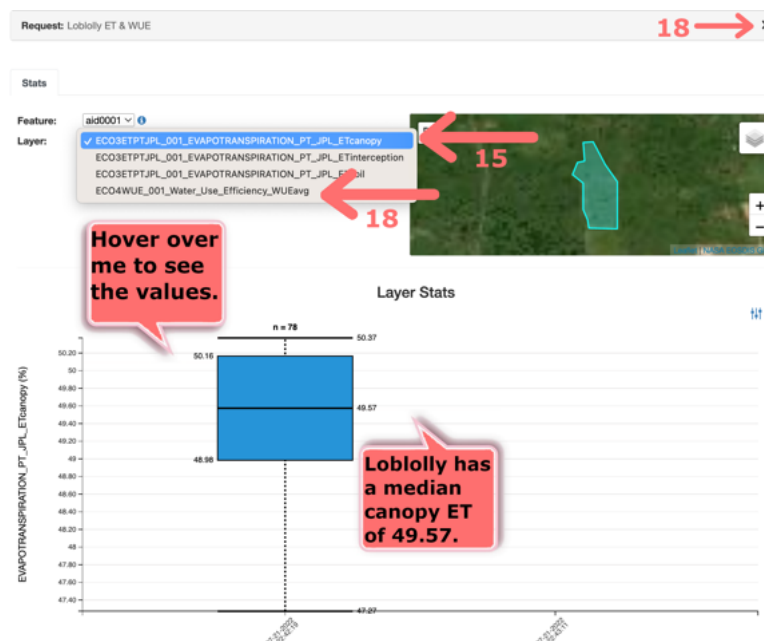 Request: Loblolly ET & WUE
18
Stats
Feature: aid0001
Layer:
✓ ECO3ETPTJPL_001_EVAPOTRANSPIRATION_PT_JPL_ETcanopy
ECO3ETPTJPL_001_EVAPOTRANSPIRATION_PT_JPL_ETinterception
ECO4WUE_001_Water_Use_Efficiency_WUEavg
15
18
+
−
Hover over
me to see
the values.
Layer Stats
n = 78
50.37
50.16
49.57
48.98
47.27
EVAPOTRANSPIRATION_PT_JPL_ETcanopy (%)
50.20
50
49.80
49.60
49.40
49.20
49
48.80
48.60
48.40
48.20
48
47.80
47.60
47.40
Loblolly has
a median
canopy ET
of 49.57.